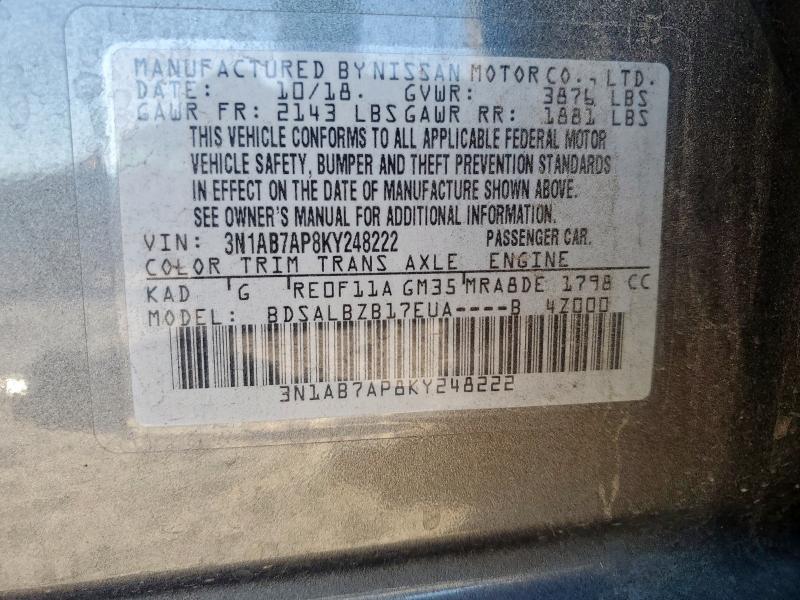 MANUFACTURED BY NISSAN MOTOR CO., LTD.
DATE: 10/18. GVWR: 3876 LBS
GAWR FR: 2143 LBS GAWR RR: 1881 LBS
THIS VEHICLE CONFORMS TO ALL APPLICABLE FEDERAL MOTOR
VEHICLE SAFETY, BUMPER AND THEFT PREVENTION STANDARDS
IN EFFECT ON THE DATE OF MANUFACTURE SHOWN ABOVE.
SEE OWNER'S MANUAL FOR ADDITIONAL INFORMATION.
VIN: 3N1AB7AP8KY248222 PASSENGER CAR.
COLOR TRIM TRANS AXLE ENGINE
KAD G RE0F11A GM35 MRA8DE 1798 CC
MODEL: BDSALBZB17EUA----B 4Z000
3N1AB7AP8KY248222